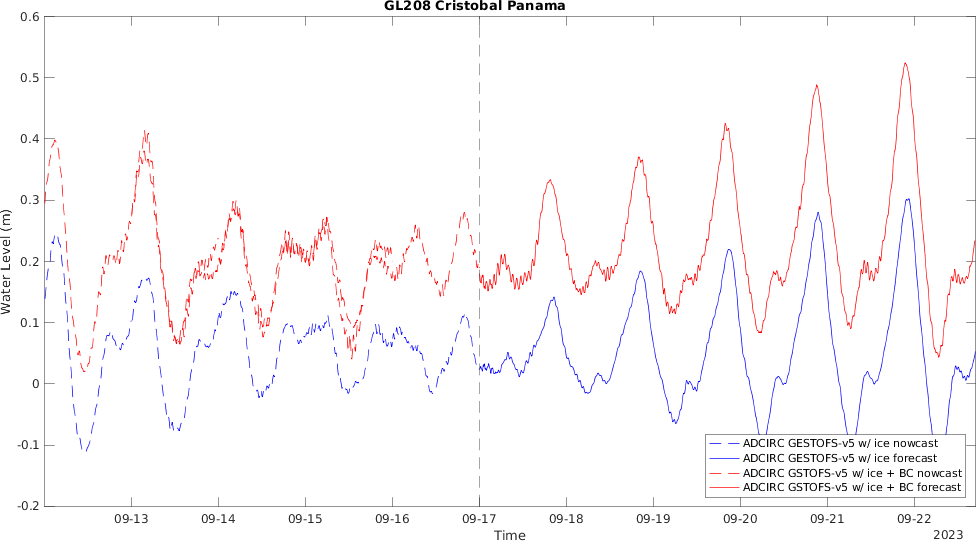 GL208 Cristobal Panama
0.6
0.5
0.4
0.3
0.2
0.1
0
-0.1
-0.2
Water Level (m)
ADCIRC GESTOFS-v5 w/ ice nowcast
ADCIRC GESTOFS-v5 w/ ice forecast
ADCIRC GSTOFS-v5 w/ ice + BC nowcast
ADCIRC GSTOFS-v5 w/ ice + BC forecast
09-13 09-14 09-15 09-16 09-17 09-18 09-19 09-20 09-21 09-22
Time
2023